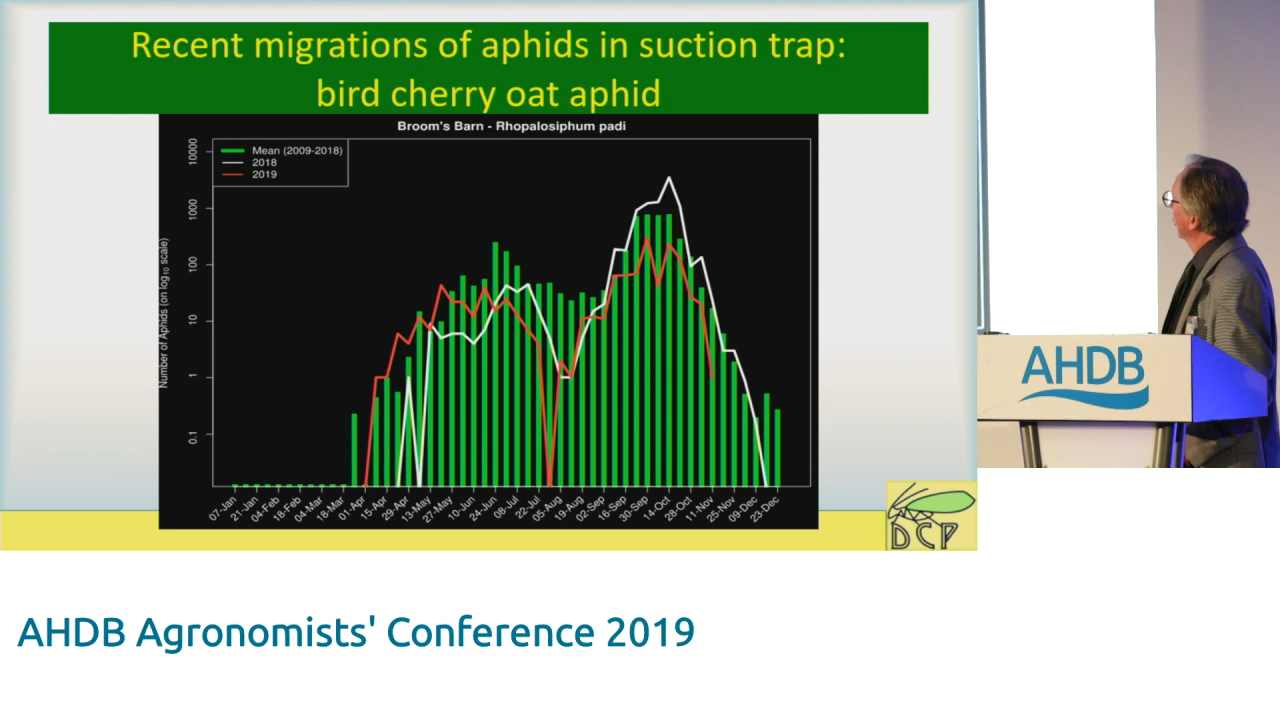 Recent migrations of aphids in suction trap:
bird cherry oat aphid
Broom's Barn - Rhopalosiphum padi
Mean (2009-2018)
2018
2019
Number of Aphids (on log10 scale)
10000
1000
100
10
1
0.1
07-Jan
21-Jan
04-Feb
18-Feb
04-Mar
18-Mar
01-Apr
15-Apr
29-Apr
13-May
27-May
10-Jun
24-Jun
08-Jul
22-Jul
05-Aug
19-Aug
02-Sep
16-Sep
30-Sep
14-Oct
28-Oct
11-Nov
25-Nov
09-Dec
23-Dec
DCP
AHDB
AHDB Agronomists' Conference 2019